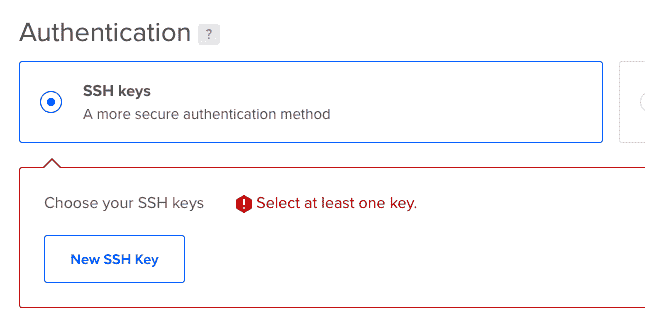 Authentication ?
SSH keys
A more secure authentication method
Choose your SSH keys ! Select at least one key.
New SSH Key